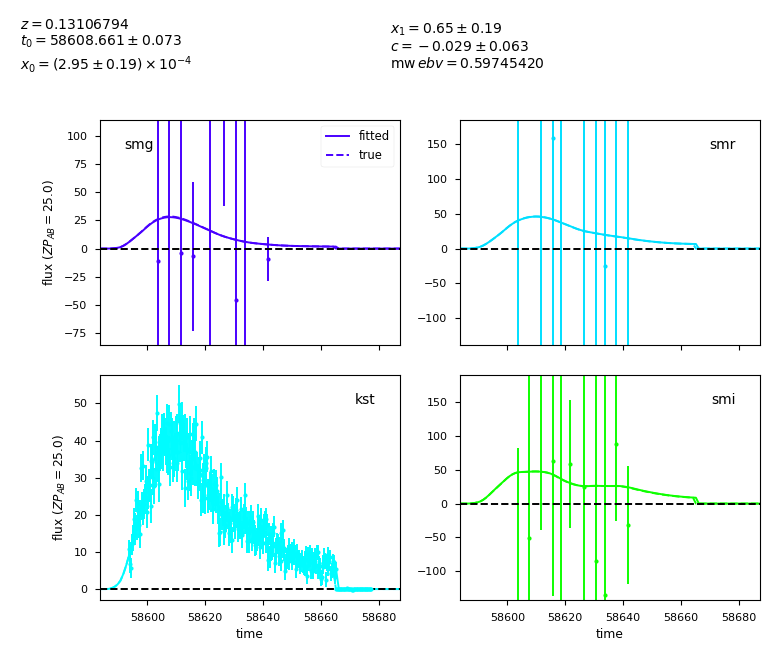 z = 0.13106794
t₀ = 58608.661 ± 0.073
x₀ = (2.95 ± 0.19) × 10⁻⁴
x₁ = 0.65 ± 0.19
c = −0.029 ± 0.063
mw ebv = 0.59745420
100
75
50
25
0
−25
−50
−75
flux (ZP_AB = 25.0)
smg
fitted
true
150
100
50
0
−50
−100
smr
50
40
30
20
10
0
flux (ZP_AB = 25.0)
kst
58600 58620 58640 58660 58680
time
150
100
50
0
−50
−100
smi
58600 58620 58640 58660 58680
time